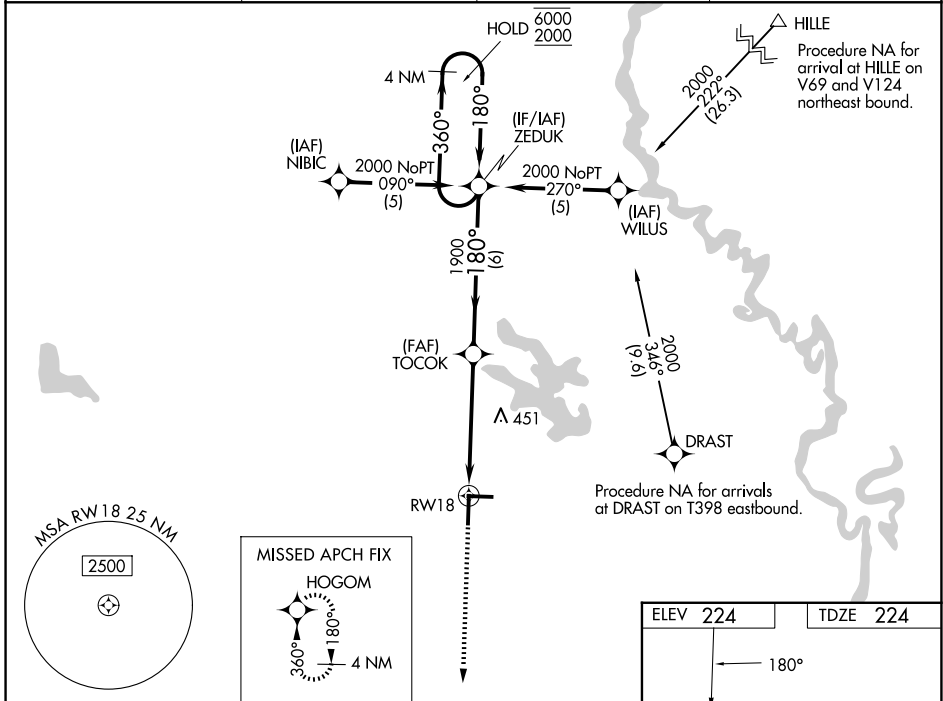 HOLD 6000
2000
HILLE
Procedure NA for
arrival at HILLE on
V69 and V124
northeast bound.
4 NM
2000
222°
(26.3)
360°
180°
(IF/IAF)
ZEDUK
(IAF)
NIBIC
2000 NoPT
090°
(5)
2000 NoPT
270°
(5)
(IAF)
WILUS
1900
180°
(6)
(FAF)
TOCOK
2000
346°
(9.6)
451
DRAST
RW18
Procedure NA for arrivals
at DRAST on T398 eastbound.
MSA RW18 25 NM
2500
MISSED APCH FIX
HOGOM
360°
180°
4 NM
ELEV 224
TDZE 224
180°